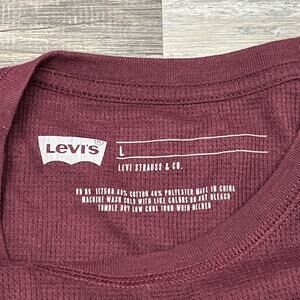 LEVI'S
L
LEVI STRAUSS & CO.
60% COTTON 40% POLYESTER MADE IN CHINA
MACHINE WASH COLD WITH LIKE COLORS DO NOT BLEACH
TUMBLE DRY LOW COOL IRON WHEN NEEDED